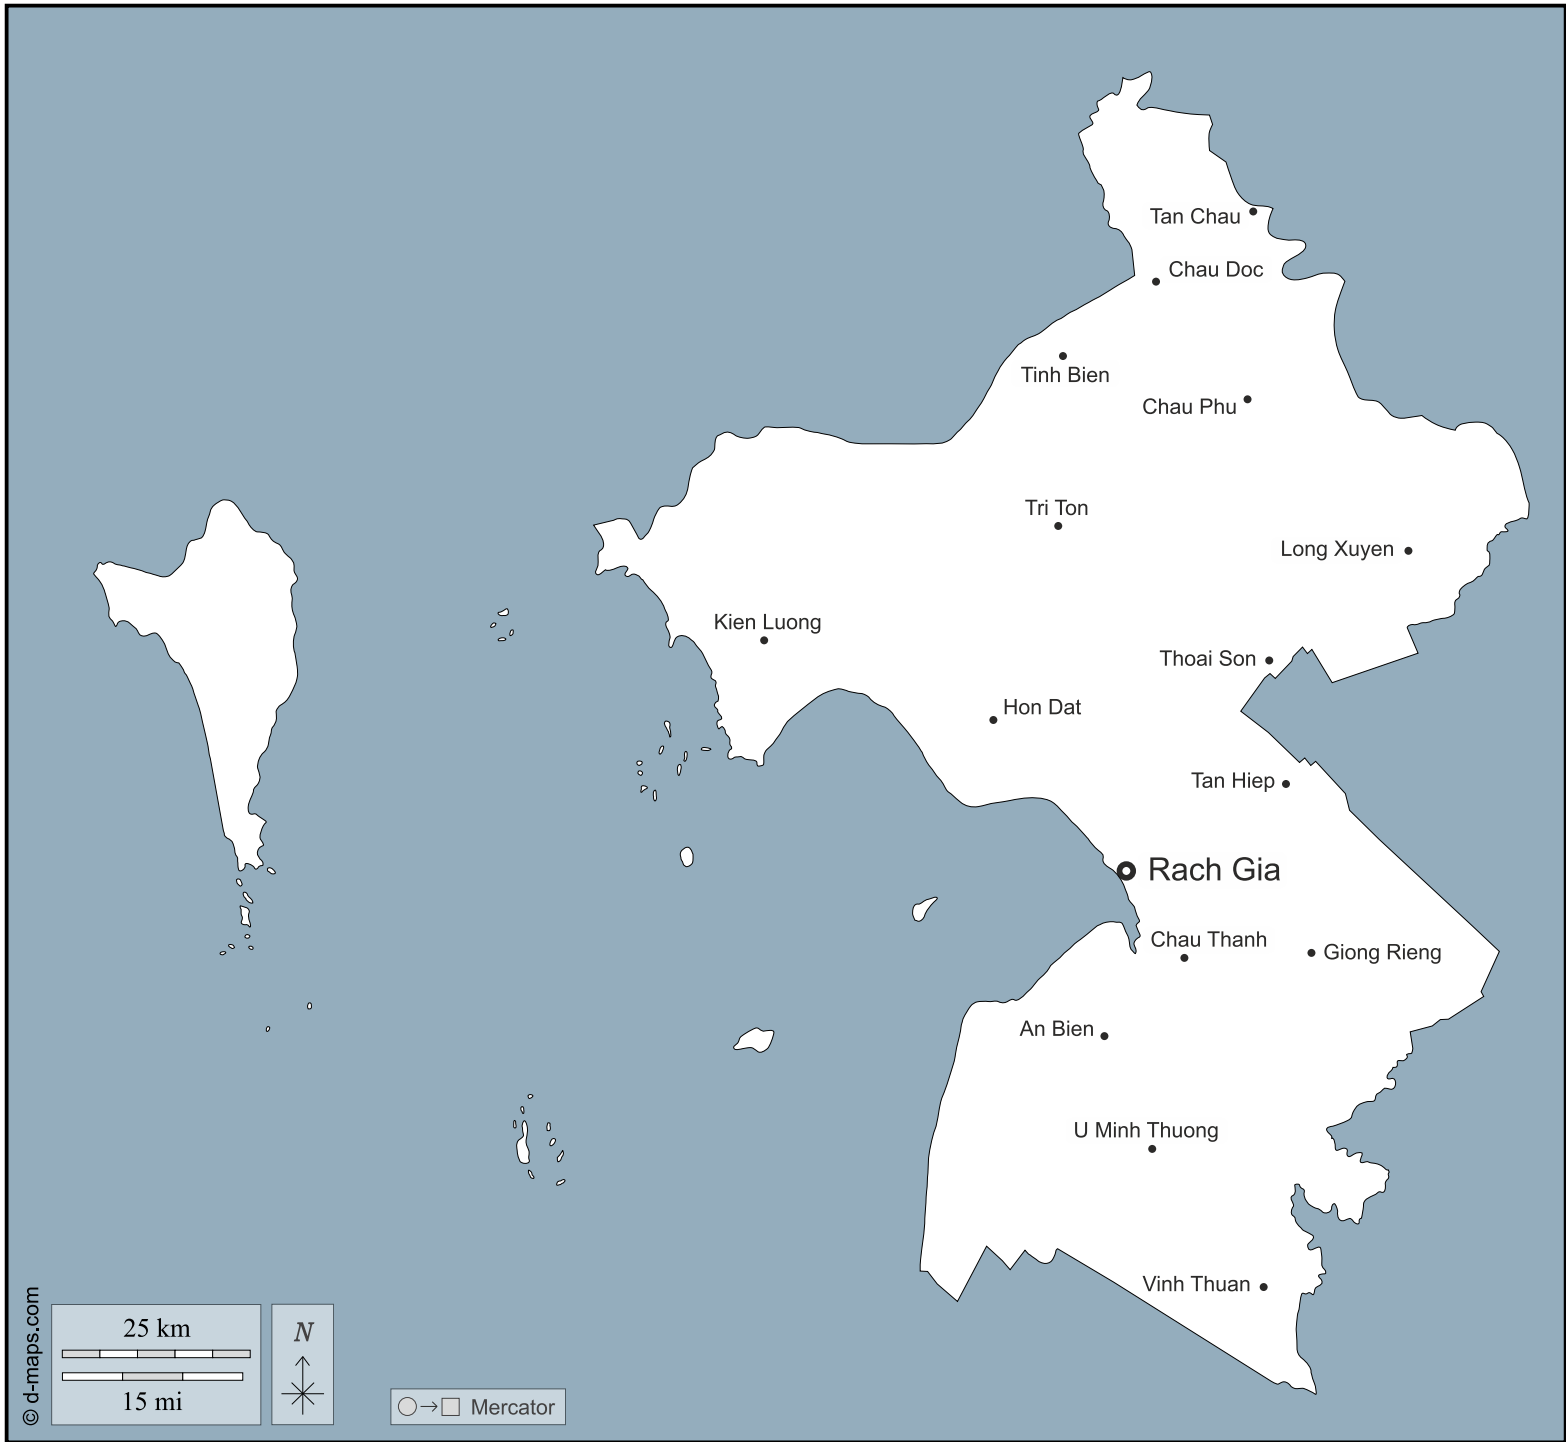 Tan Chau
Chau Doc
Tinh Bien
Chau Phu
Tri Ton
Long Xuyen
Kien Luong
Thoai Son
Hon Dat
Tan Hiep
Rach Gia
Chau Thanh
Giong Rieng
An Bien
U Minh Thuong
Vinh Thuan
© d-maps.com
25 km
15 mi
N
Mercator